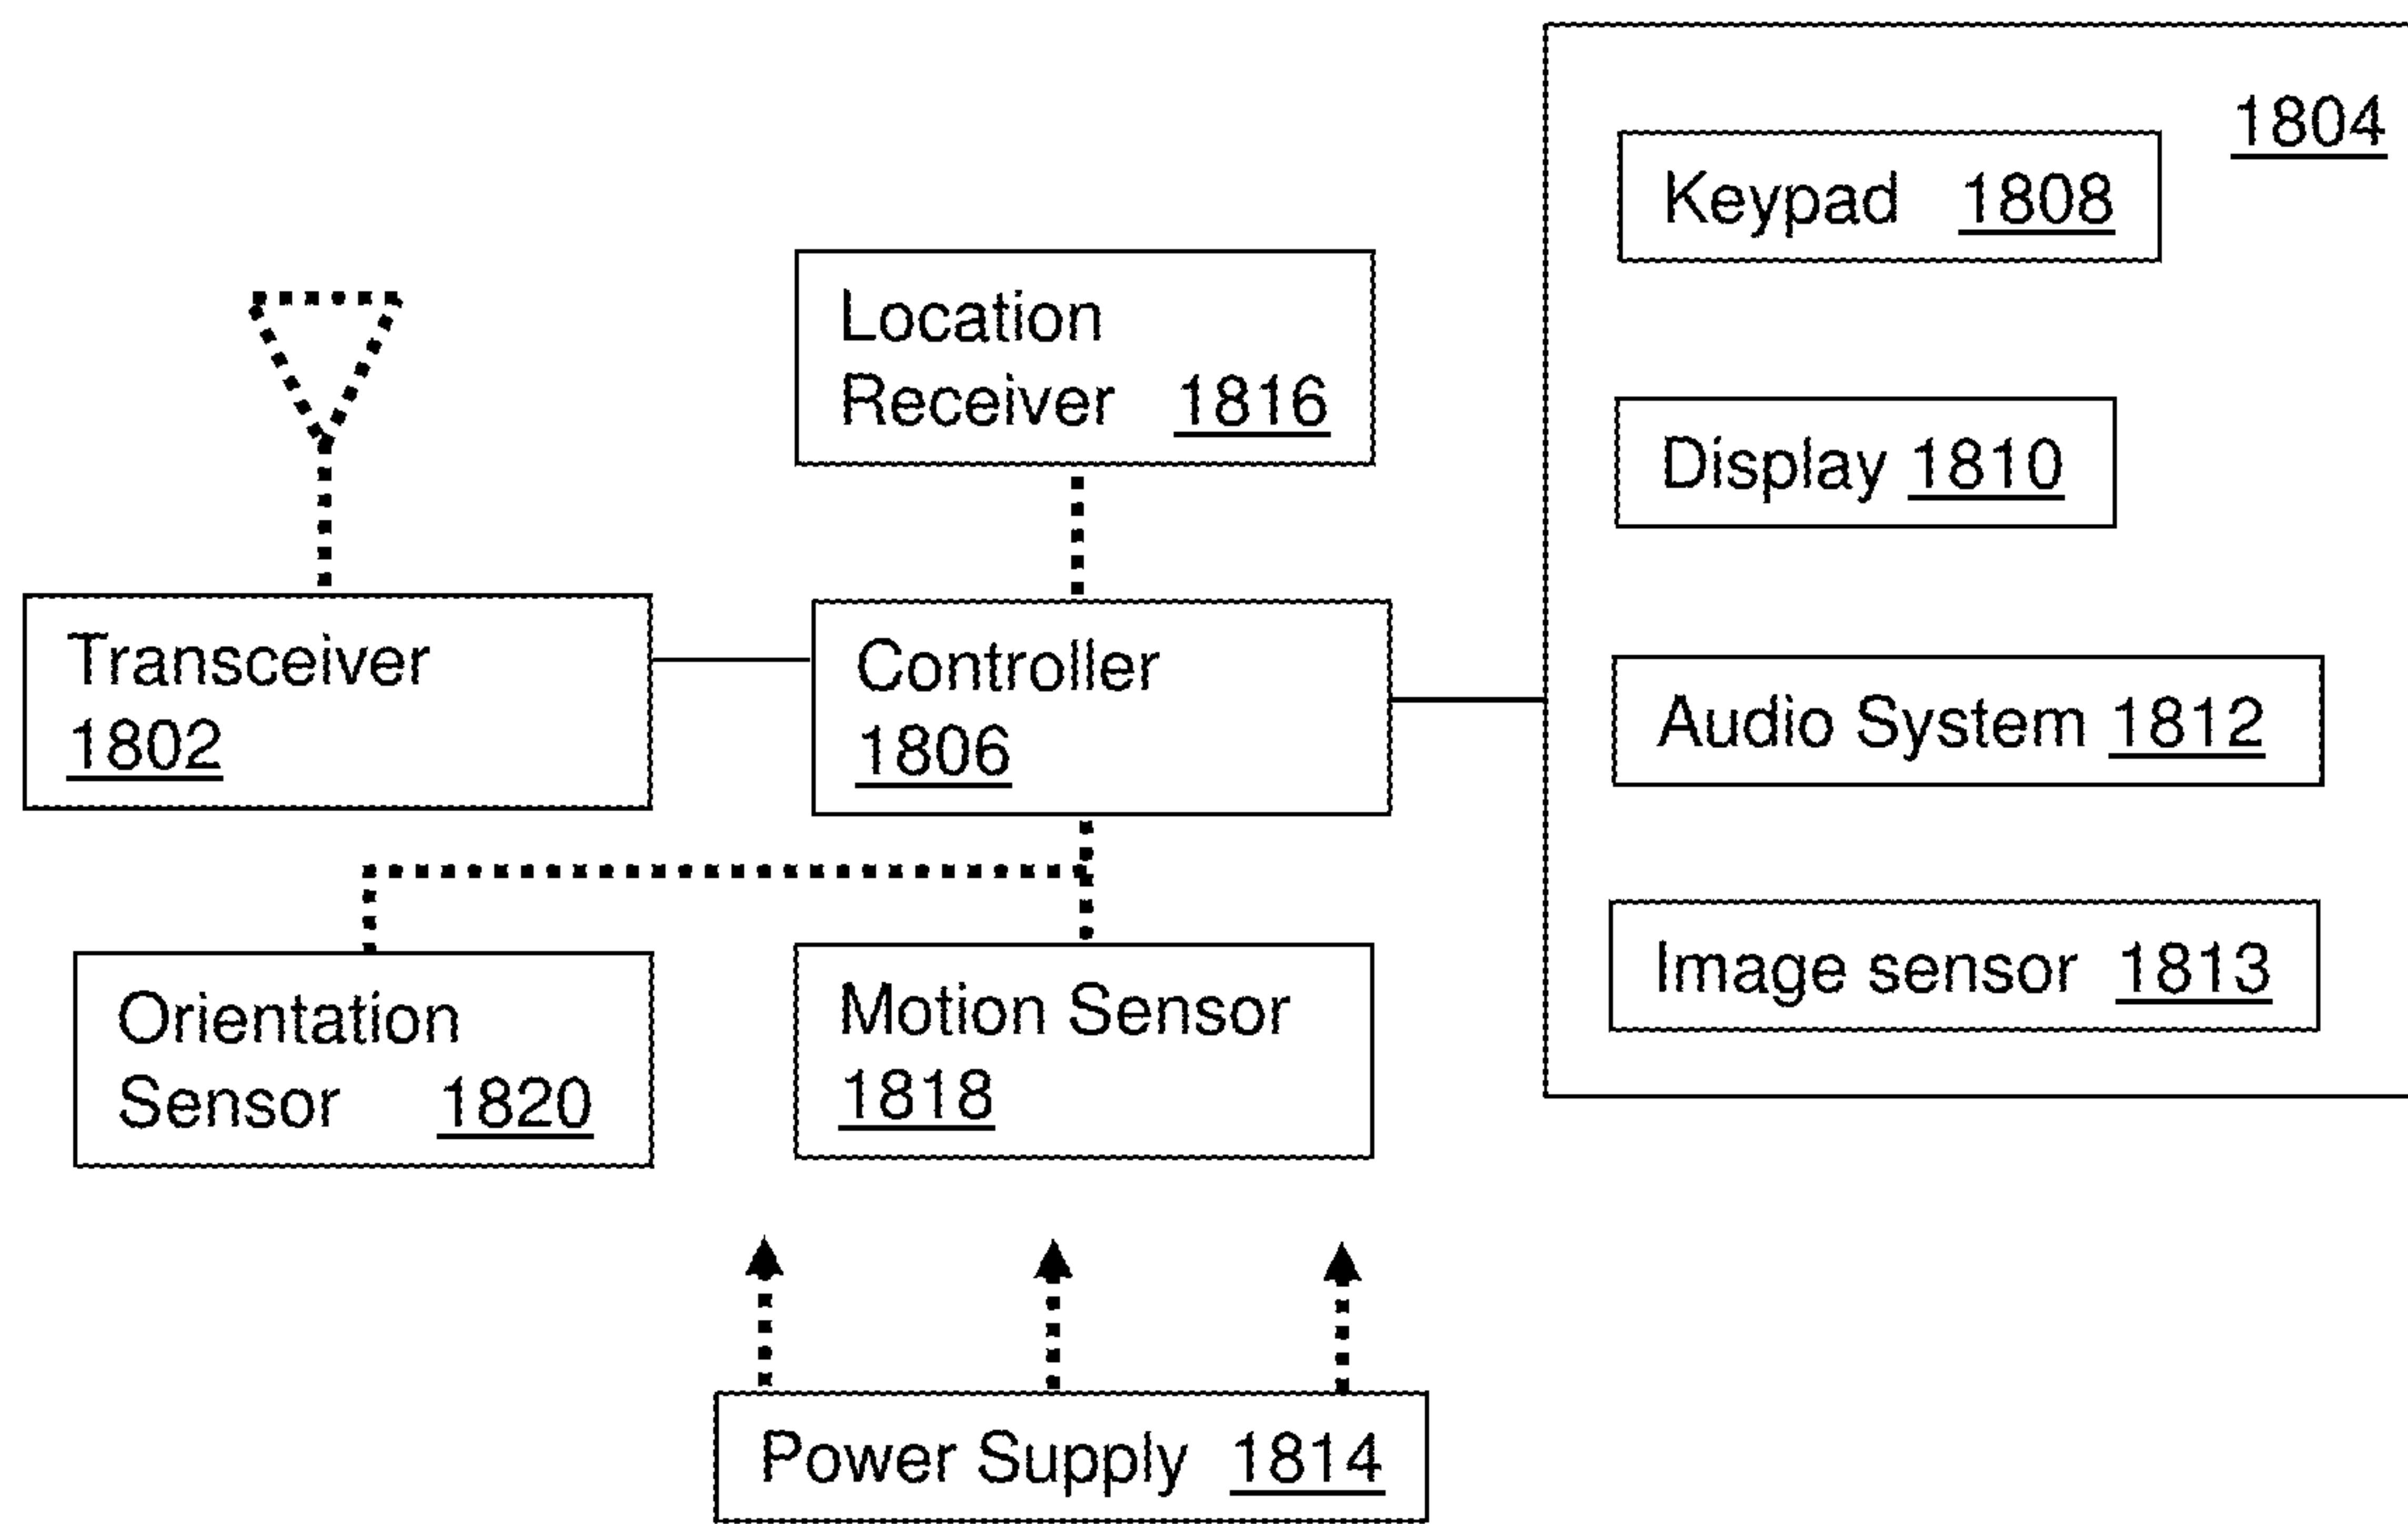 1804
Keypad 1808
Location
Receiver 1816
Display 1810
Transceiver
1802
Controller
1806
Audio System 1812
Image sensor 1813
Orientation
Sensor 1820
Motion Sensor
1818
Power Supply 1814